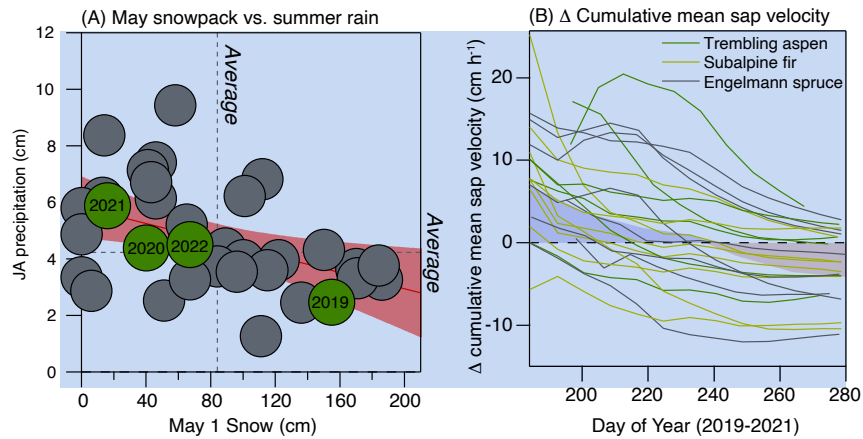 (A) May snowpack vs. summer rain
12
10
8
6
4
2
0
JA precipitation (cm)
Average
Average
2021
2020
2022
2019
0
40
80
120
160
200
May 1 Snow (cm)
(B) Δ Cumulative mean sap velocity
Trembling aspen
Subalpine fir
Engelmann spruce
20
10
0
-10
Δ cumulative mean sap velocity (cm h⁻¹)
200
220
240
260
280
Day of Year (2019-2021)